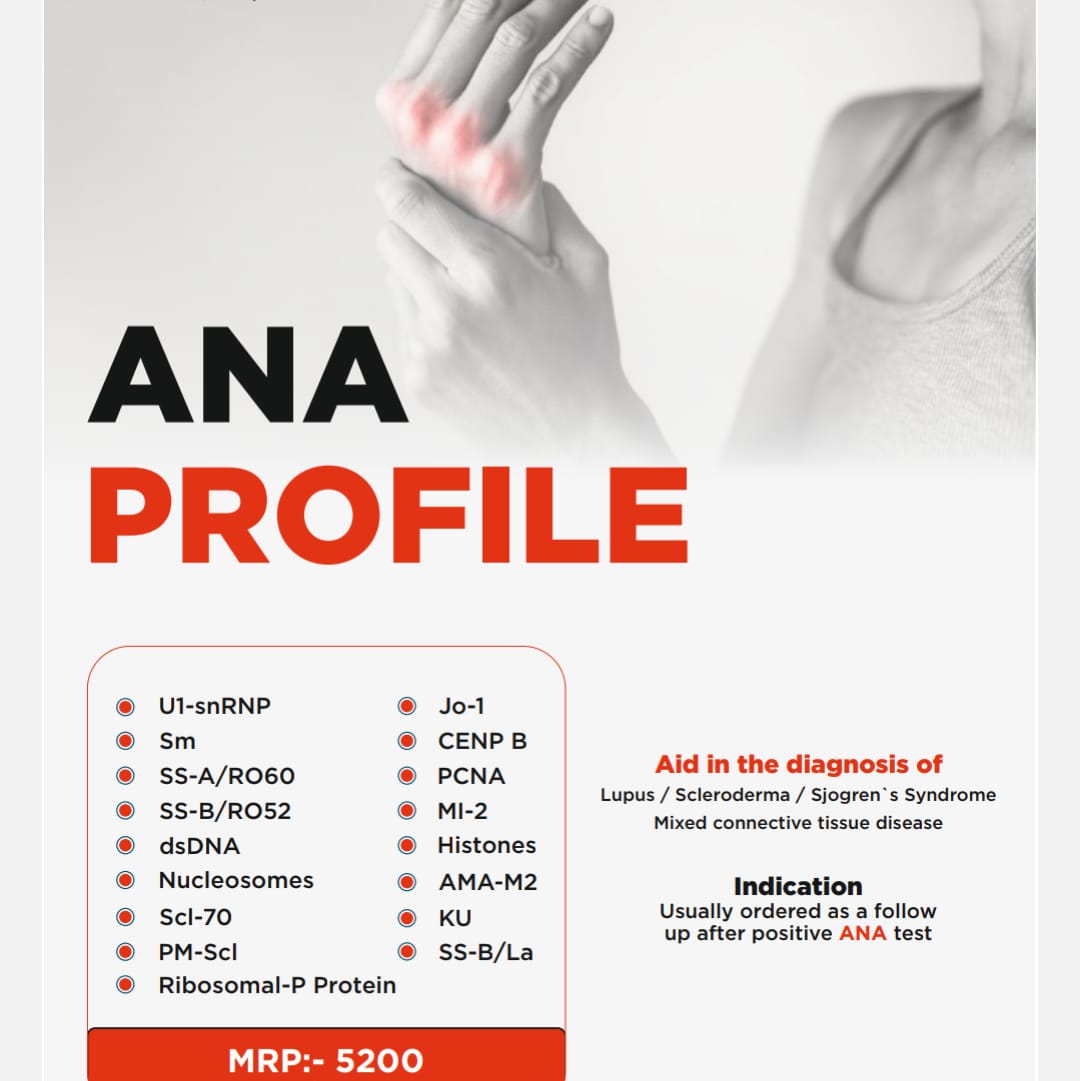 ANA
PROFILE
U1-snRNP
Sm
SS-A/RO60
SS-B/RO52
dsDNA
Nucleosomes
Scl-70
PM-Scl
Ribosomal-P Protein
Jo-1
CENP B
PCNA
MI-2
Histones
AMA-M2
KU
SS-B/La
MRP:- 5200
Aid in the diagnosis of
Lupus / Scleroderma / Sjogren`s Syndrome
Mixed connective tissue disease
Indication
Usually ordered as a follow
up after positive ANA test